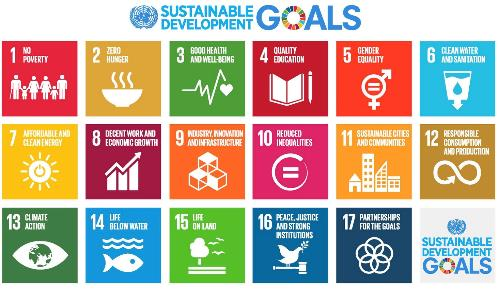 SUSTAINABLE
DEVELOPMENT
GOALS
1 NO
POVERTY
2 ZERO
HUNGER
3 GOOD HEALTH
AND WELL-BEING
4 QUALITY
EDUCATION
5 GENDER
EQUALITY
6 CLEAN WATER
AND SANITATION
7 AFFORDABLE AND
CLEAN ENERGY
8 DECENT WORK AND
ECONOMIC GROWTH
9 INDUSTRY, INNOVATION
AND INFRASTRUCTURE
10 REDUCED
INEQUALITIES
11 SUSTAINABLE CITIES
AND COMMUNITIES
12 RESPONSIBLE
CONSUMPTION
AND PRODUCTION
13 CLIMATE
ACTION
14 LIFE
BELOW WATER
15 LIFE
ON LAND
16 PEACE, JUSTICE
AND STRONG
INSTITUTIONS
17 PARTNERSHIPS
FOR THE GOALS
SUSTAINABLE
DEVELOPMENT
GOALS